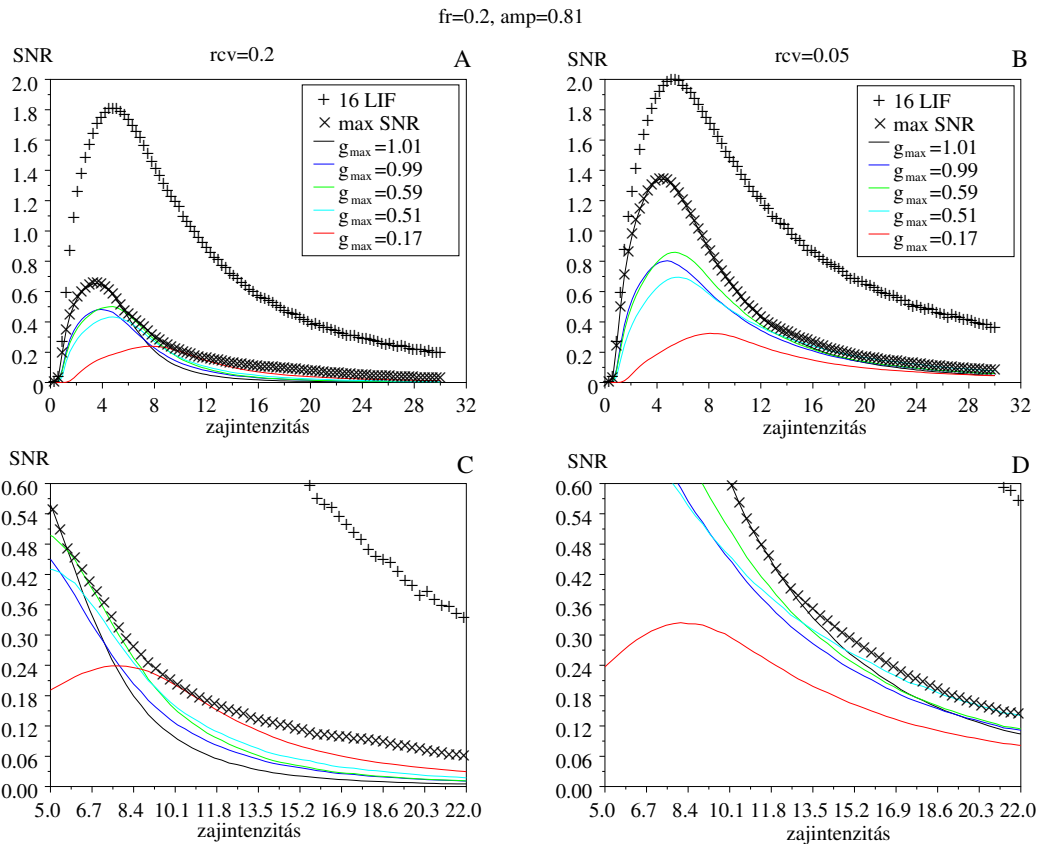 fr=0.2, amp=0.81
SNR
rcv=0.2
A
2.0
1.8
1.6
1.4
1.2
1.0
0.8
0.6
0.4
0.2
0
0 4 8 12 16 20 24 28 32
zajintenzitás
16 LIF
max SNR
gmax=1.01
gmax=0.99
gmax=0.59
gmax=0.51
gmax=0.17
SNR
rcv=0.05
B
2.0
1.8
1.6
1.4
1.2
1.0
0.8
0.6
0.4
0.2
0
0 4 8 12 16 20 24 28 32
zajintenzitás
16 LIF
max SNR
gmax=1.01
gmax=0.99
gmax=0.59
gmax=0.51
gmax=0.17
SNR
C
0.60
0.54
0.48
0.42
0.36
0.30
0.24
0.18
0.12
0.06
0.00
5.0 6.7 8.4 10.1 11.8 13.5 15.2 16.9 18.6 20.3 22.0
zajintenzitás
SNR
D
0.60
0.54
0.48
0.42
0.36
0.30
0.24
0.18
0.12
0.06
0.00
5.0 6.7 8.4 10.1 11.8 13.5 15.2 16.9 18.6 20.3 22.0
zajintenzitás